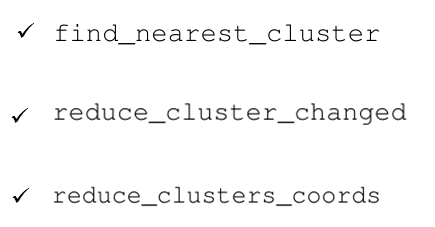 ✓ find_nearest_cluster
✓ reduce_cluster_changed
✓ reduce_clusters_coords